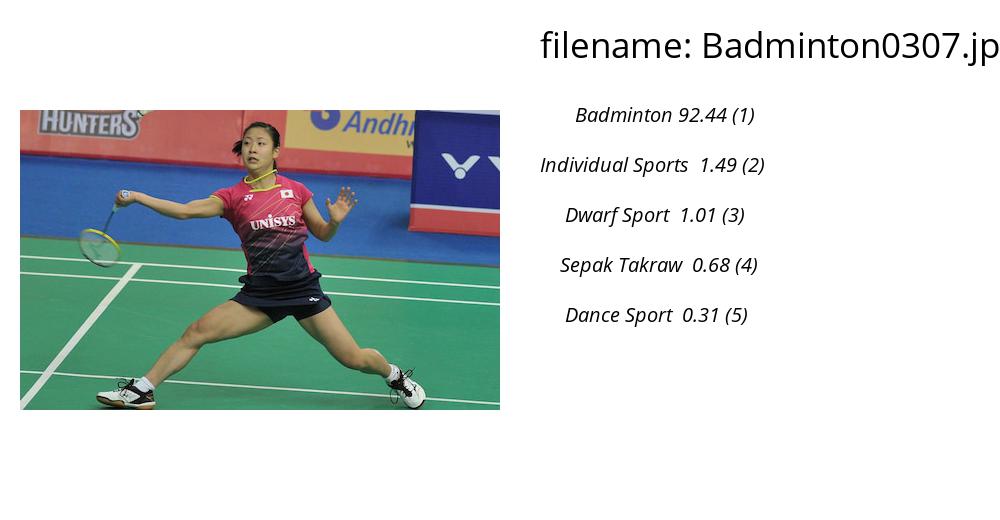 filename: Badminton0307.jp
Badminton 92.44 (1)
Individual Sports 1.49 (2)
Dwarf Sport 1.01 (3)
Sepak Takraw 0.68 (4)
Dance Sport 0.31 (5)
HUNTERS
Andhr
UNISYS